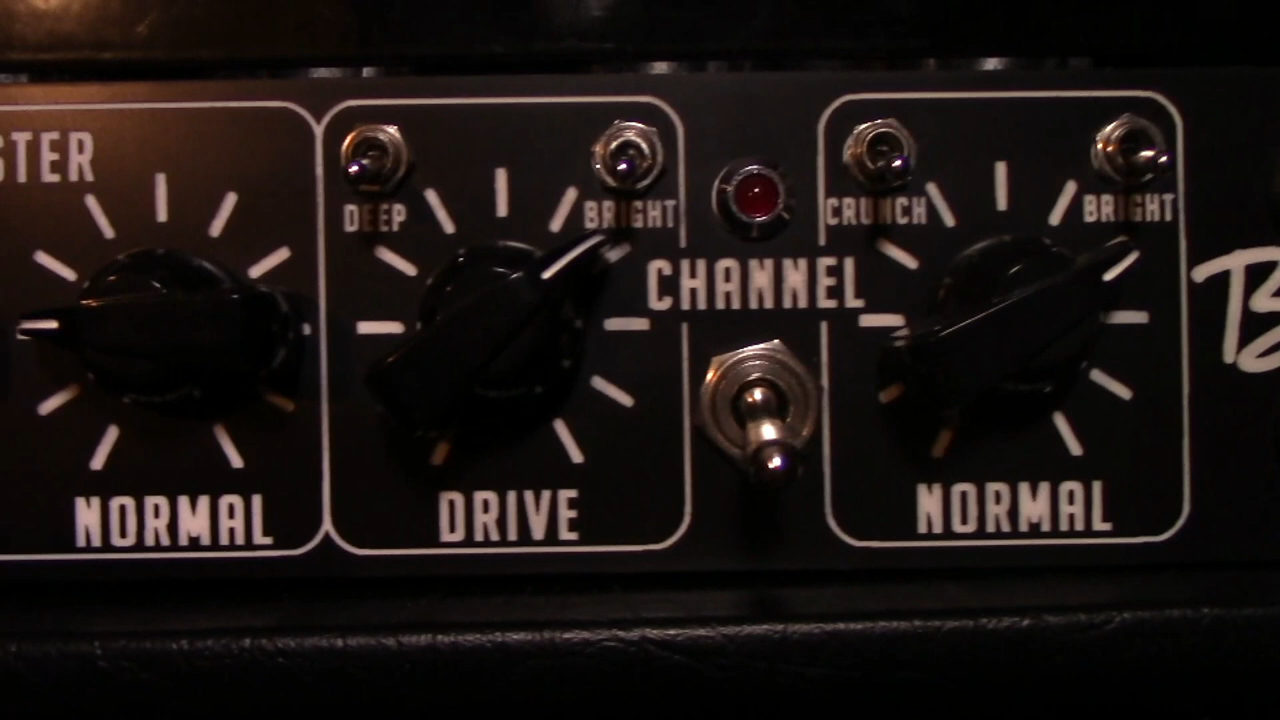 STER
DEEP
BRIGHT
CRUNCH
BRIGHT
CHANNEL
NORMAL
DRIVE
NORMAL